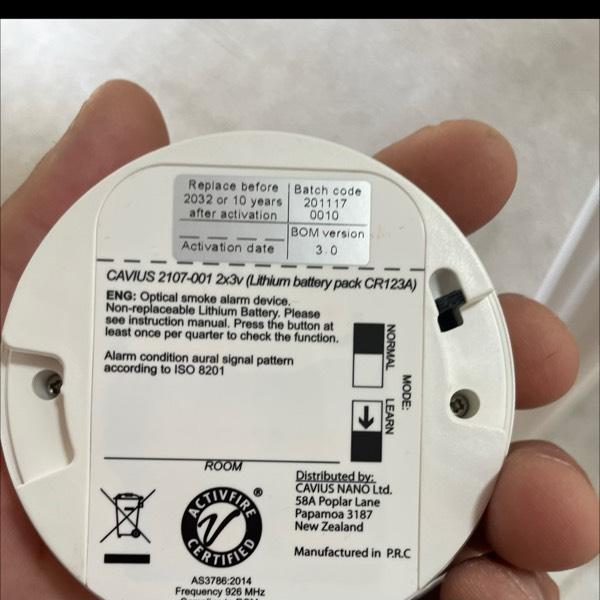 Replace before
2032 or 10 years
after activation
Activation date
Batch code
201117
0010
BOM version
3.0
CAVIUS 2107-001 2x3v (Lithium battery pack CR123A)
ENG: Optical smoke alarm device.
Non-replaceable Lithium Battery. Please
see instruction manual. Press the button at
least once per quarter to check the function.
Alarm condition aural signal pattern
according to ISO 8201
NORMAL
MODE:
LEARN
ROOM
ACTIVFIRE ®
CERTIFIED
Distributed by:
CAVIUS NANO Ltd.
58A Poplar Lane
Papamoa 3187
New Zealand
Manufactured in P.R.C
AS3786:2014
Frequency 926 MHz